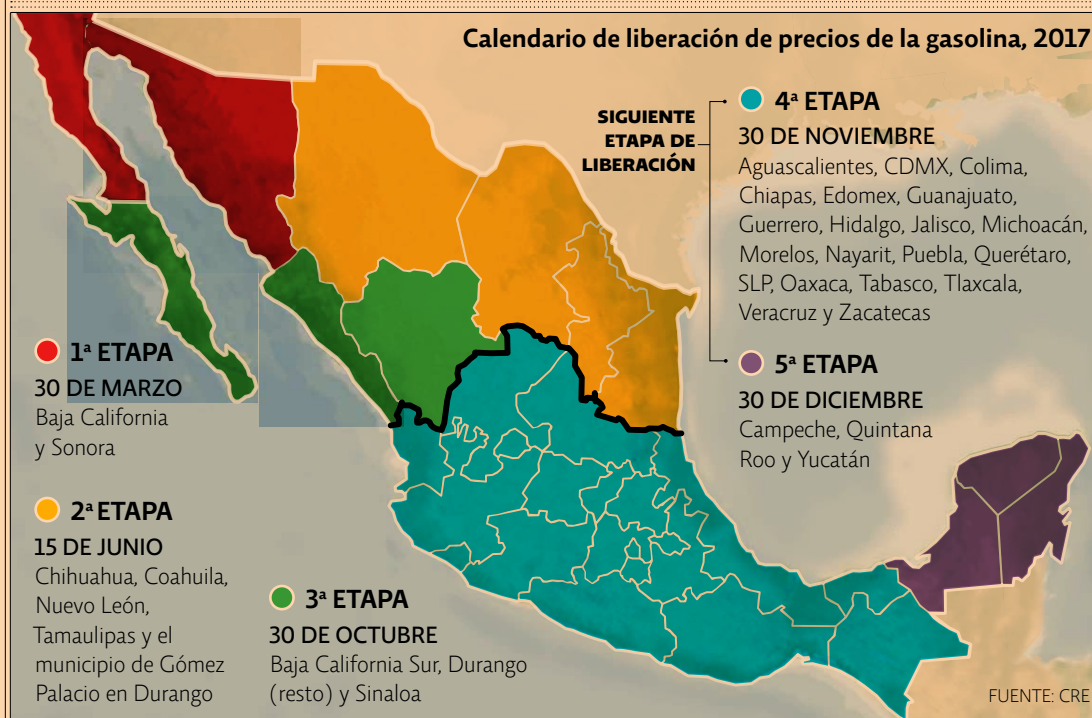 Calendario de liberación de precios de la gasolina, 2017
SIGUIENTE
ETAPA DE
LIBERACIÓN
4ª ETAPA
30 DE NOVIEMBRE
Aguascalientes, CDMX, Colima,
Chiapas, Edomex, Guanajuato,
Guerrero, Hidalgo, Jalisco, Michoacán,
Morelos, Nayarit, Puebla, Querétaro,
SLP, Oaxaca, Tabasco, Tlaxcala,
Veracruz y Zacatecas
5ª ETAPA
30 DE DICIEMBRE
Campeche, Quintana
Roo y Yucatán
1ª ETAPA
30 DE MARZO
Baja California
y Sonora
2ª ETAPA
15 DE JUNIO
Chihuahua, Coahuila,
Nuevo León,
Tamaulipas y el
municipio de Gómez
Palacio en Durango
3ª ETAPA
30 DE OCTUBRE
Baja California Sur, Durango
(resto) y Sinaloa
FUENTE: CRE